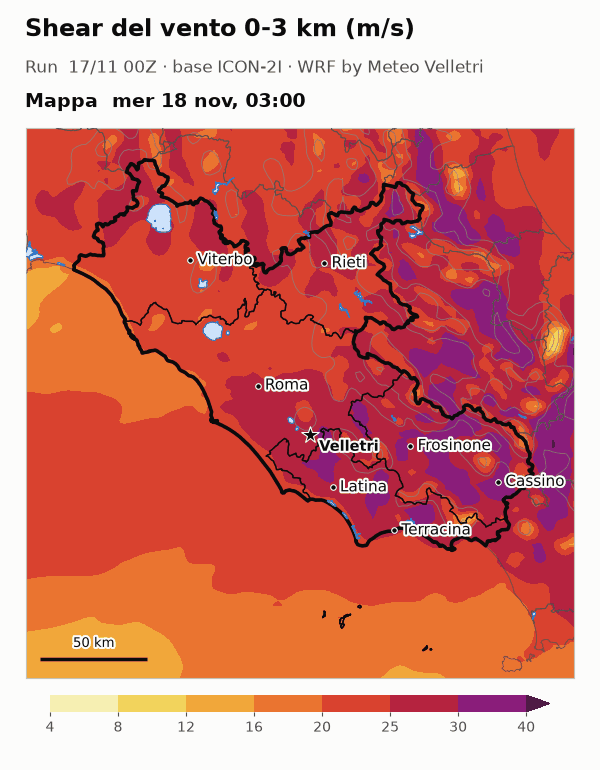 Shear del vento 0-3 km (m/s)
Run  17/11 00Z · base ICON-2I · WRF by Meteo Velletri
Mappa  mer 18 nov, 03:00
Viterbo
Rieti
Roma
Velletri
Frosinone
Latina
Cassino
Terracina
50 km
4 8 12 16 20 25 30 40